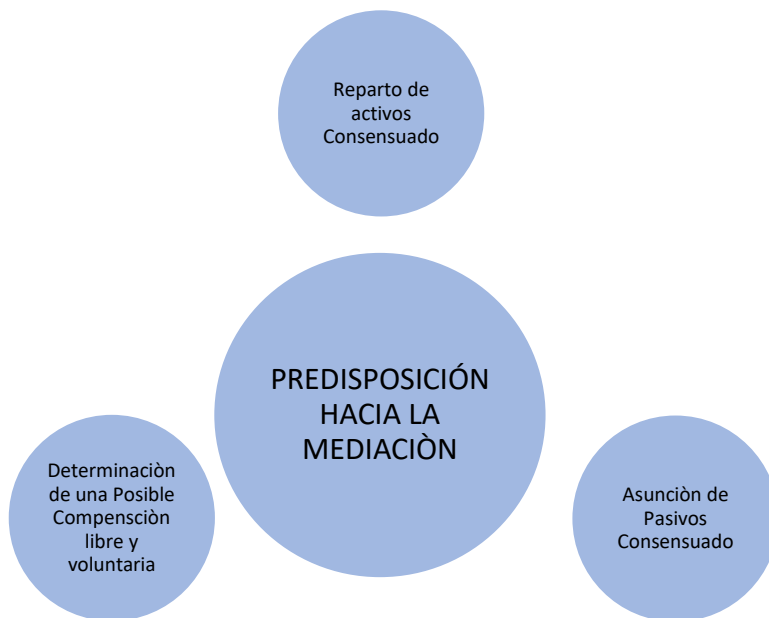 Reparto de
activos
Consensuado
PREDISPOSICIÓN
HACIA LA
MEDIACIÒN
Determinaciòn
de una Posible
Compensciòn
libre y
voluntaria
Asunciòn de
Pasivos
Consensuado